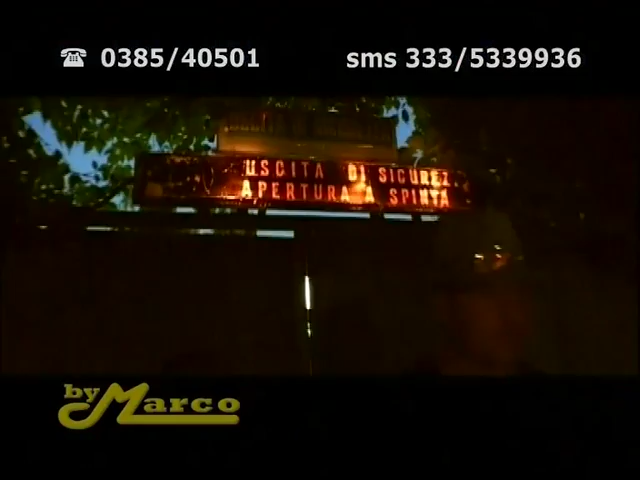 ☎ 0385/40501
sms 333/5339936
USCITA DI SICUREZ
APERTURA A SPINTA
by Marco